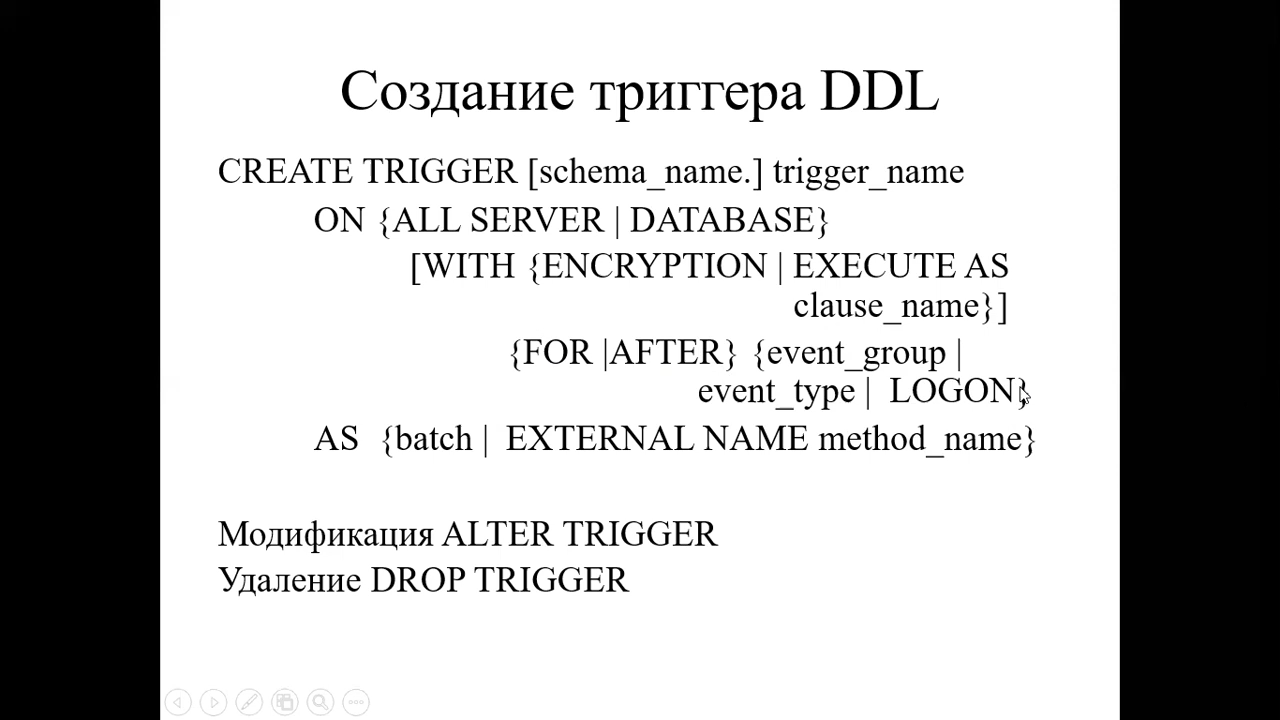 Создание триггера DDL
CREATE TRIGGER [schema_name.] trigger_name
ON {ALL SERVER | DATABASE}
[WITH {ENCRYPTION | EXECUTE AS
clause_name}]
{FOR |AFTER} {event_group |
event_type | LOGON}
AS {batch | EXTERNAL NAME method_name}
Модификация ALTER TRIGGER
Удаление DROP TRIGGER